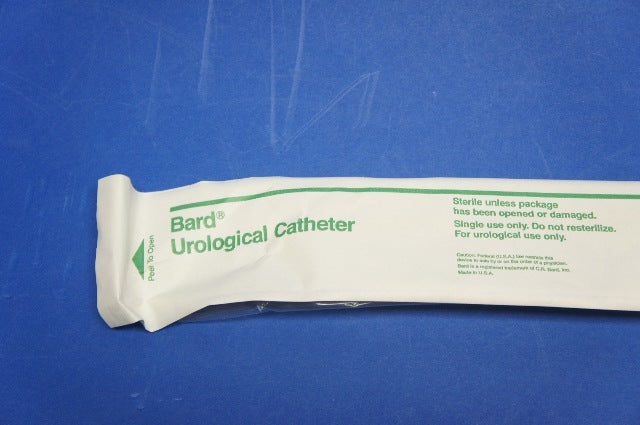 Peel To Open
Bard®
Urological Catheter
Sterile unless package
has been opened or damaged.
Single use only. Do not resterilize.
For urological use only.
Caution: Federal (U.S.A.) law restricts this
device to sale by or on the order of a physician.
Bard is a registered trademark of C.R. Bard, Inc.
Made in U.S.A.